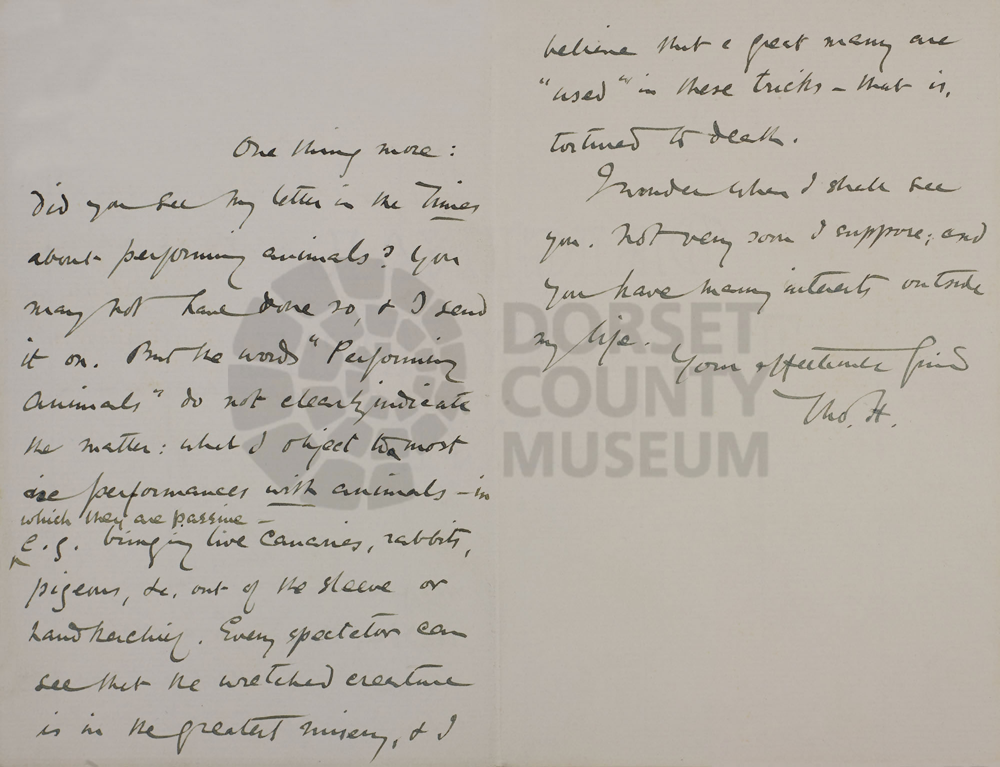 One thing more:
Did you see my letter in the Times
about performing animals? You
may not have done so, & I send
it on. But the words "Performing
Animals" do not clearly indicate
the matter: what I object to most
are performances with animals – in
which they are passive –
e.g. bringing live canaries, rabbits,
pigeons, &c. out of the sleeve or
handkerchief. Every spectator can
see that the wretched creature
is in the greatest misery, & I
believe that a great many are
"used" in these tricks – that is,
tortured to death.
I wonder when I shall see
you. Not very soon I suppose; and
you have many interests outside
my life.
Your affectionate friend
Tho. H.
DORSET
COUNTY
MUSEUM